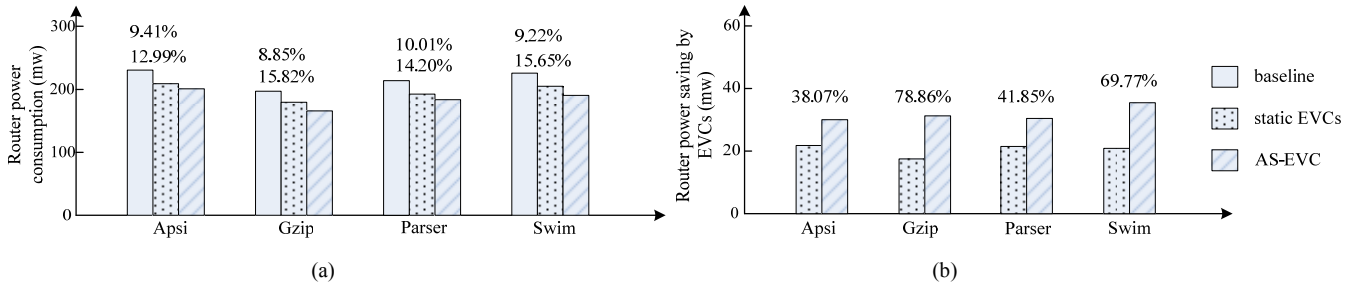 Router power
consumption (mw)
300
200
100
0
9.41%
12.99%
8.85%
15.82%
10.01%
14.20%
9.22%
15.65%
Apsi
Gzip
Parser
Swim
(a)
Router power saving by
EVCs (mw)
60
40
20
0
38.07%
78.86%
41.85%
69.77%
Apsi
Gzip
Parser
Swim
(b)
baseline
static EVCs
AS-EVC